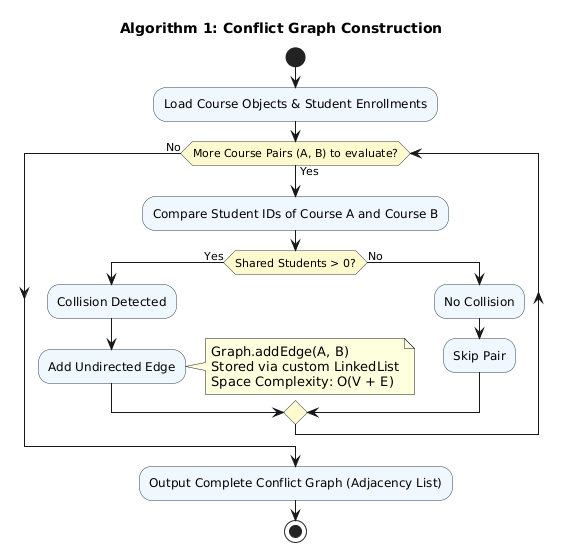 Algorithm 1: Conflict Graph Construction
Load Course Objects & Student Enrollments
No
More Course Pairs (A, B) to evaluate?
Yes
Compare Student IDs of Course A and Course B
Yes
Shared Students > 0?
No
Collision Detected
No Collision
Add Undirected Edge
Graph.addEdge(A, B)
Stored via custom LinkedList
Space Complexity: O(V + E)
Skip Pair
Output Complete Conflict Graph (Adjacency List)